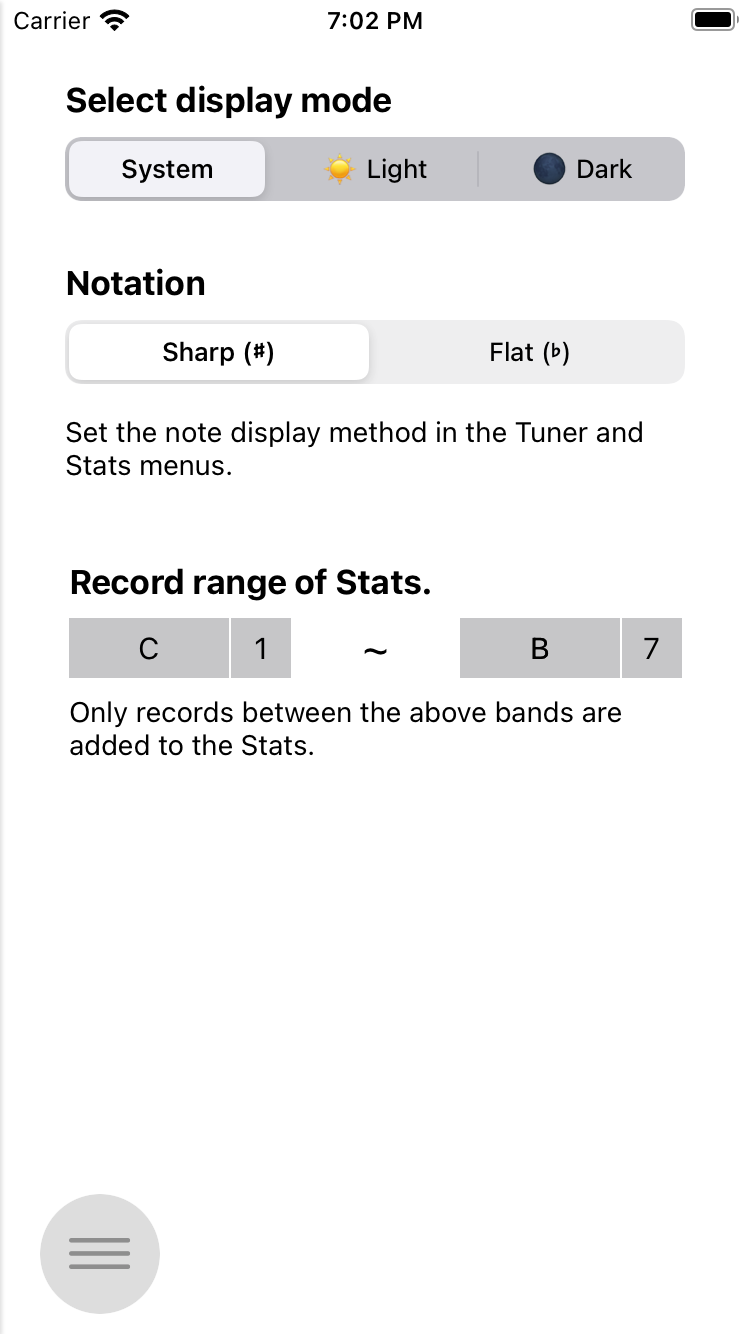 Carrier 7:02 PM
Select display mode
System ☀️ Light 🌑 Dark
Notation
Sharp (♯) Flat (♭)
Set the note display method in the Tuner and
Stats menus.
Record range of Stats.
C 1 ~ B 7
Only records between the above bands are
added to the Stats.